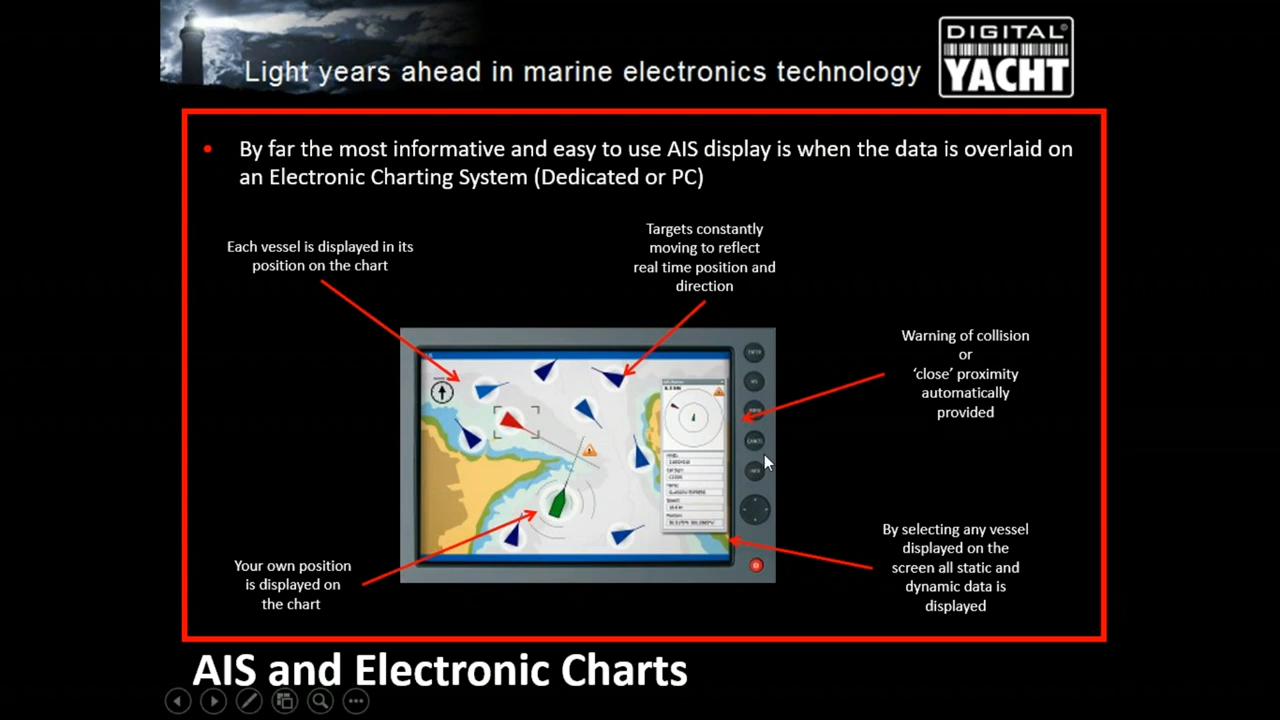 Light years ahead in marine electronics technology
DIGITAL
YACHT
By far the most informative and easy to use AIS display is when the data is overlaid on
an Electronic Charting System (Dedicated or PC)
Each vessel is displayed in its
position on the chart
Targets constantly
moving to reflect
real time position and
direction
Warning of collision
or
‘close’ proximity
automatically
provided
ENTER
By selecting any vessel
displayed on the
screen all static and
dynamic data is
displayed
Your own position
is displayed on
the chart
AIS and Electronic Charts